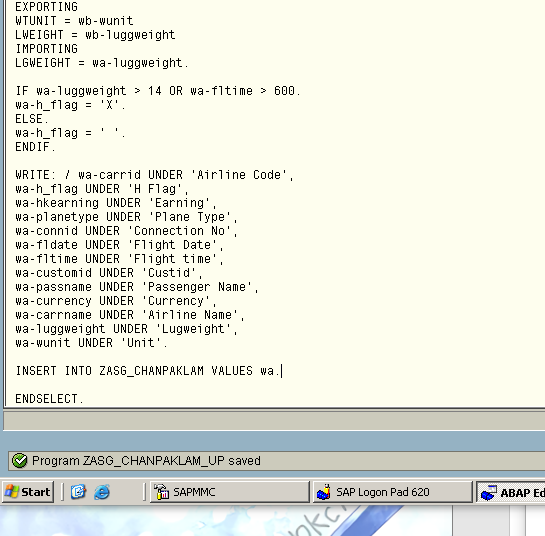 EXPORTING
WTUNIT = wb-wunit
LWEIGHT = wb-luggweight
IMPORTING
LGWEIGHT = wa-luggweight.
IF wa-luggweight > 14 OR wa-fltime > 600.
wa-h_flag = 'X'.
ELSE.
wa-h_flag = ' '.
ENDIF.
WRITE: / wa-carrid UNDER 'Airline Code',
wa-h_flag UNDER 'H Flag',
wa-hkearning UNDER 'Earning',
wa-planetype UNDER 'Plane Type',
wa-connid UNDER 'Connection No',
wa-fldate UNDER 'Flight Date',
wa-fltime UNDER 'Flight time',
wa-customid UNDER 'Custid',
wa-passname UNDER 'Passenger Name',
wa-currency UNDER 'Currency',
wa-carrname UNDER 'Airline Name',
wa-luggweight UNDER 'Lugweight',
wa-wunit UNDER 'Unit'.
INSERT INTO ZASG_CHANPAKLAM VALUES wa.
ENDSELECT.
Program ZASG_CHANPAKLAM_UP saved
Start SAPMMC SAP Logon Pad 620 ABAP Ed